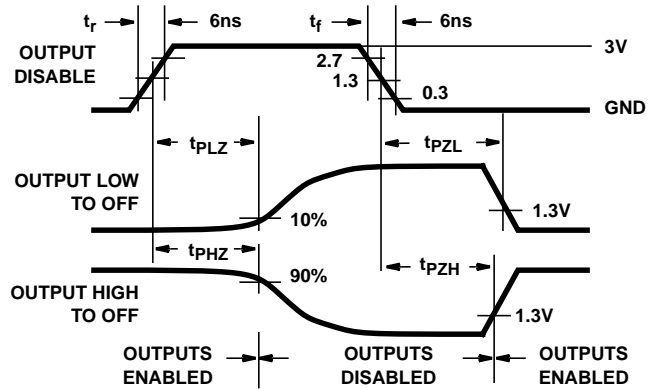 tr 6ns tf 6ns
OUTPUT
DISABLE
3V
2.7
1.3
0.3
GND
tPLZ tPZL
OUTPUT LOW
TO OFF
10%
1.3V
tPHZ tPZH
90%
OUTPUT HIGH
TO OFF
1.3V
OUTPUTS
ENABLED
OUTPUTS
DISABLED
OUTPUTS
ENABLED